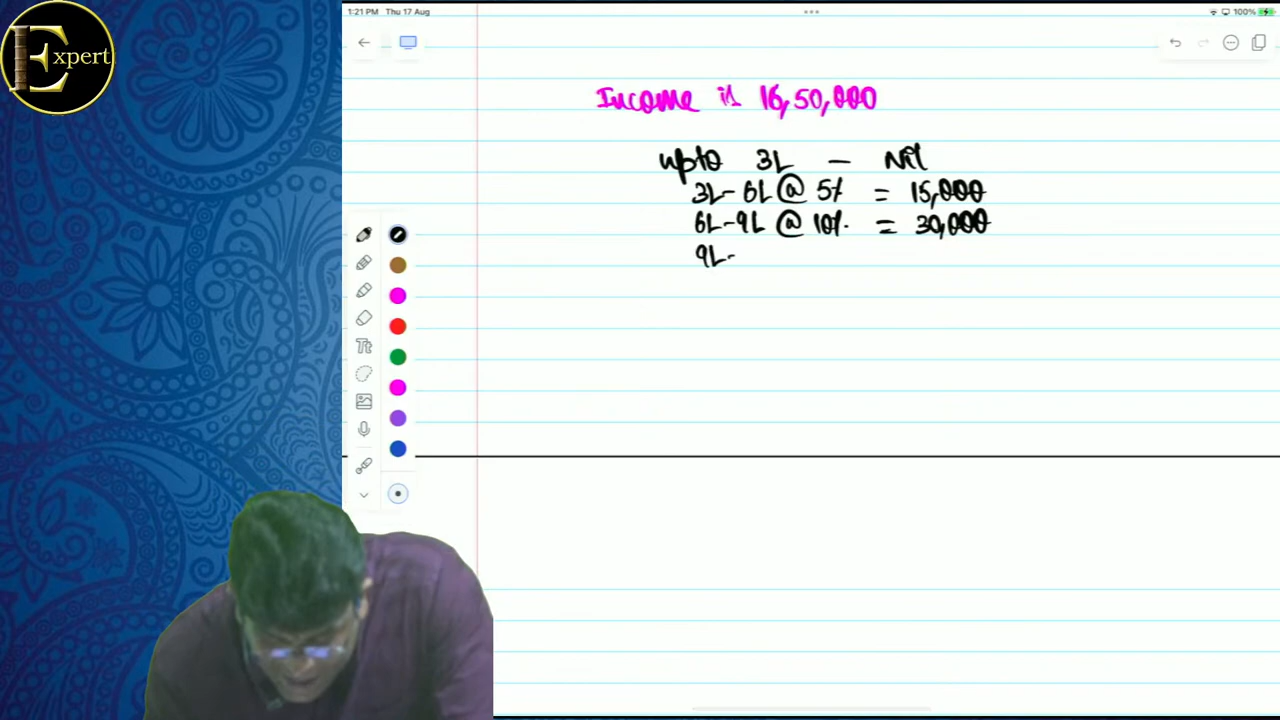 Expert
1:21 PM Thu 17 Aug
100%
Income is 16,50,000
upto 3L — Nil
3L - 6L @ 5% = 15,000
6L - 9L @ 10% = 30,000
9L -
Tt